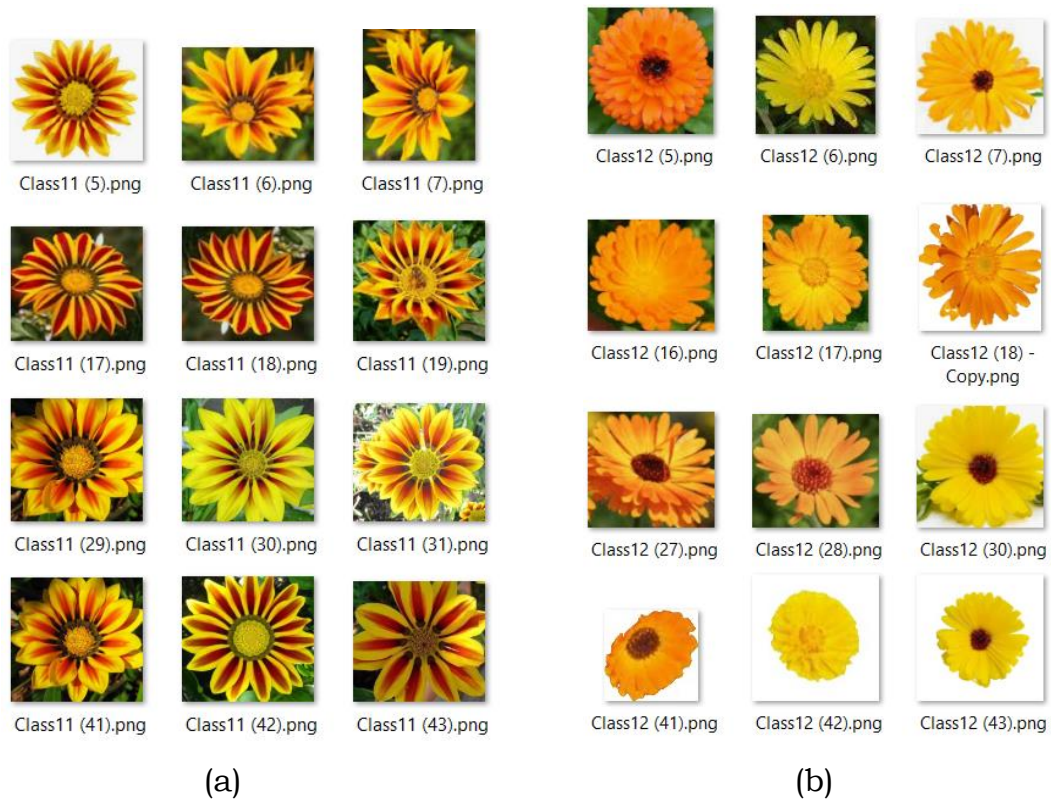 Class11 (5).png
Class11 (6).png
Class11 (7).png
Class12 (5).png
Class12 (6).png
Class12 (7).png
Class11 (17).png
Class11 (18).png
Class11 (19).png
Class12 (16).png
Class12 (17).png
Class12 (18) -
Copy.png
Class11 (29).png
Class11 (30).png
Class11 (31).png
Class12 (27).png
Class12 (28).png
Class12 (30).png
Class11 (41).png
Class11 (42).png
Class11 (43).png
Class12 (41).png
Class12 (42).png
Class12 (43).png
(a)
(b)